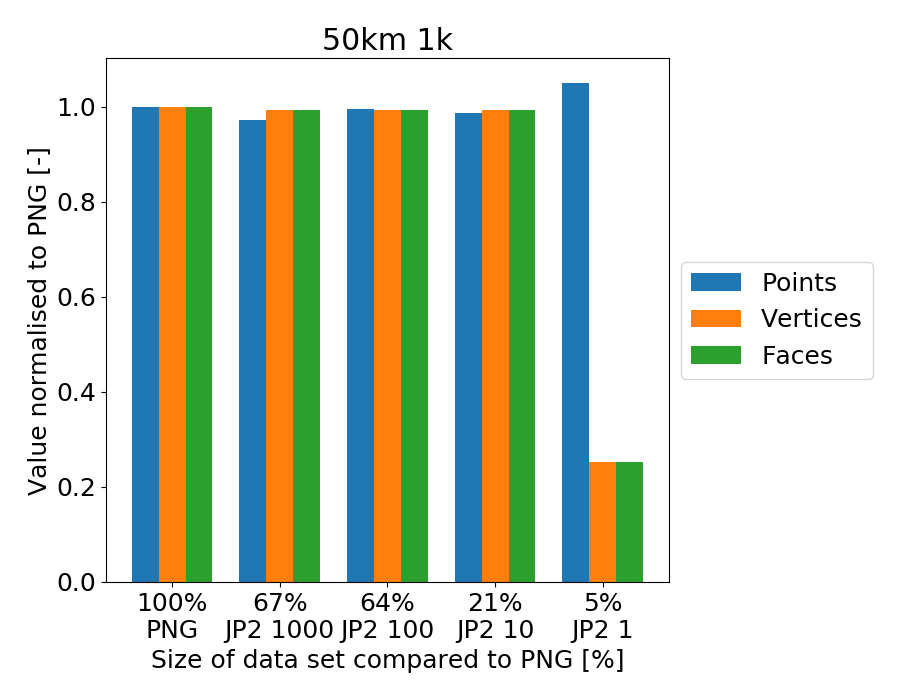 50km 1k
Value normalised to PNG [-]
1.0
0.8
0.6
0.4
0.2
0.0
100% 67% 64% 21% 5%
PNG JP2 1000 JP2 100 JP2 10 JP2 1
Size of data set compared to PNG [%]
Points
Vertices
Faces